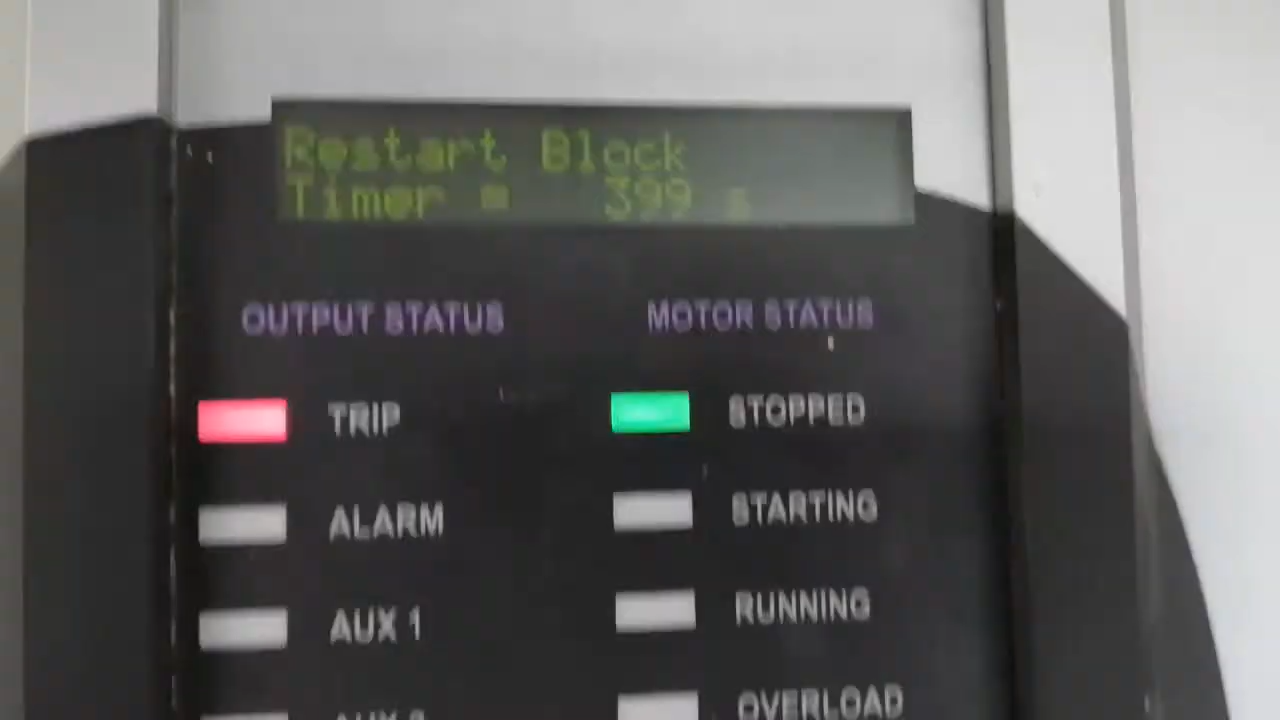 Restart Block
Timer = 399 s
OUTPUT STATUS
MOTOR STATUS
TRIP
STOPPED
ALARM
STARTING
AUX 1
RUNNING
OVERLOAD